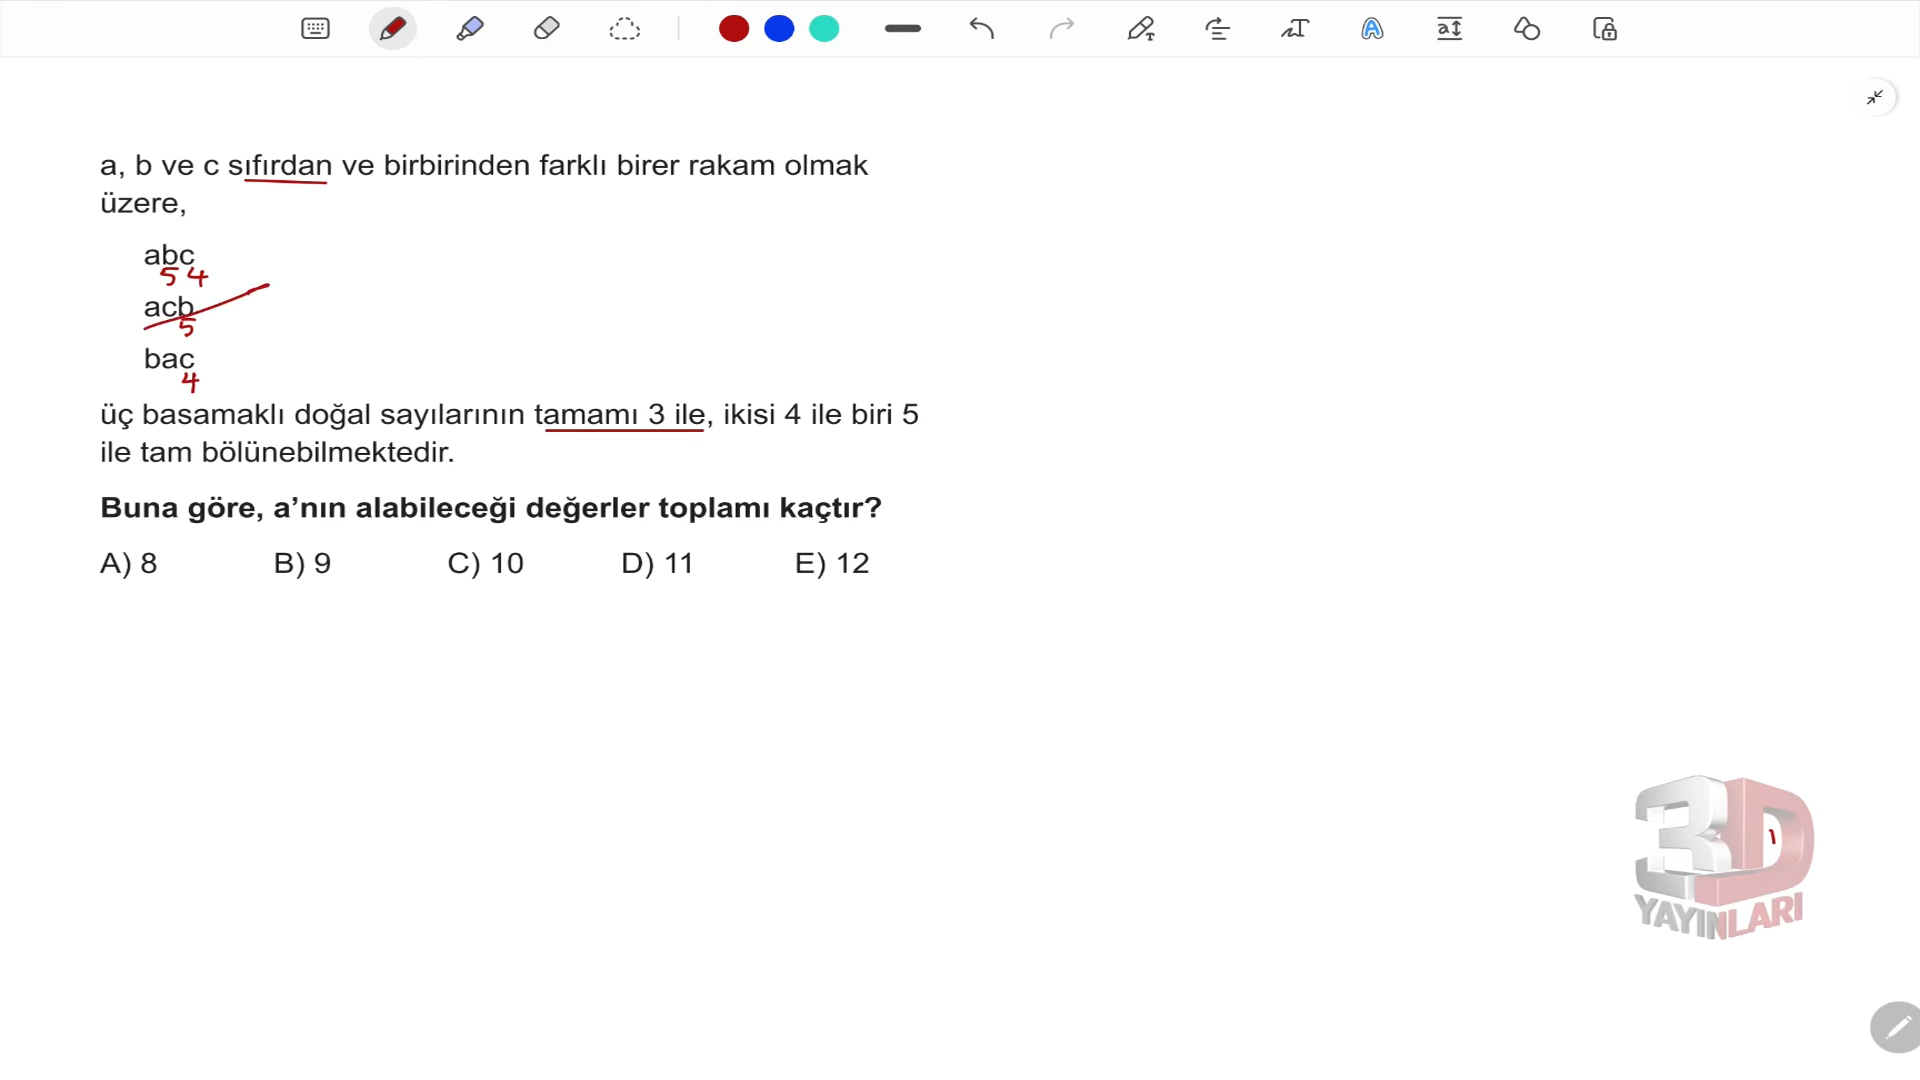 a, b ve c sıfırdan ve birbirinden farklı birer rakam olmak
üzere,
abc
5 4
acb
5
bac
4
üç basamaklı doğal sayılarının tamamı 3 ile, ikisi 4 ile biri 5
ile tam bölünebilmektedir.
Buna göre, a’nın alabileceği değerler toplamı kaçtır?
A) 8 B) 9 C) 10 D) 11 E) 12
3D
YAYINLARI